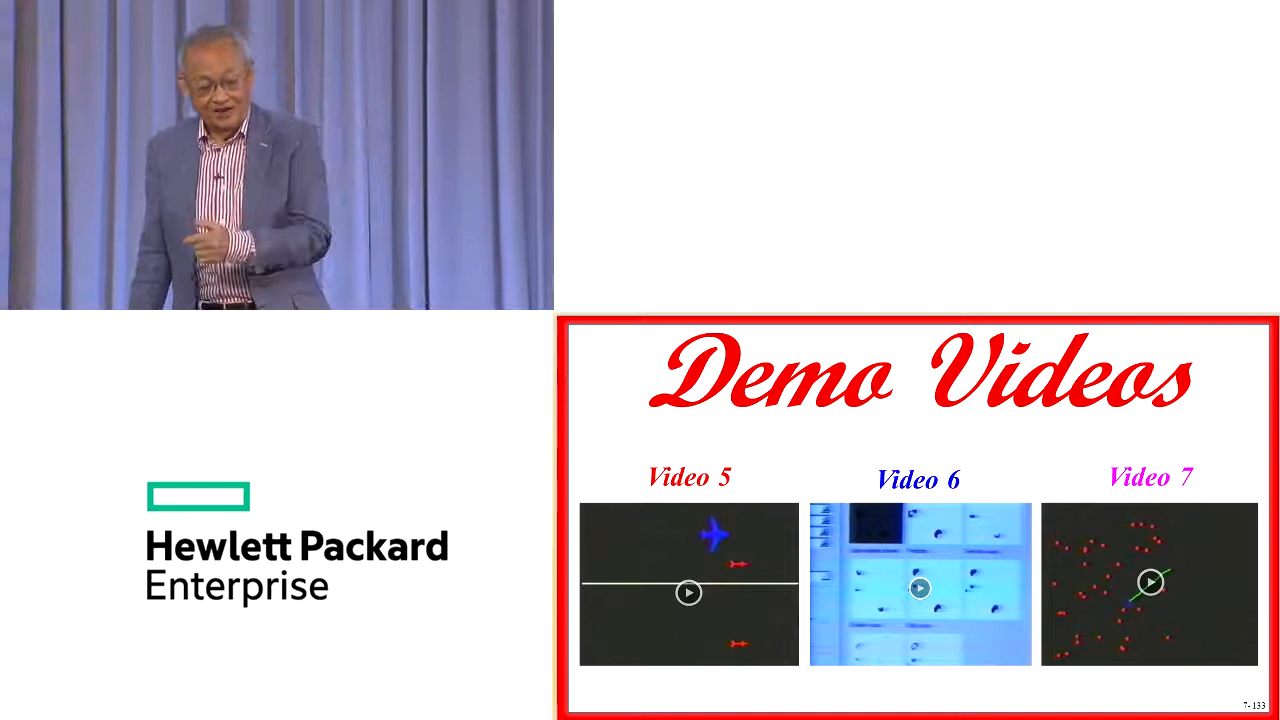 Hewlett Packard
Enterprise
Demo Videos
Video 5
Video 6
Video 7
7-133